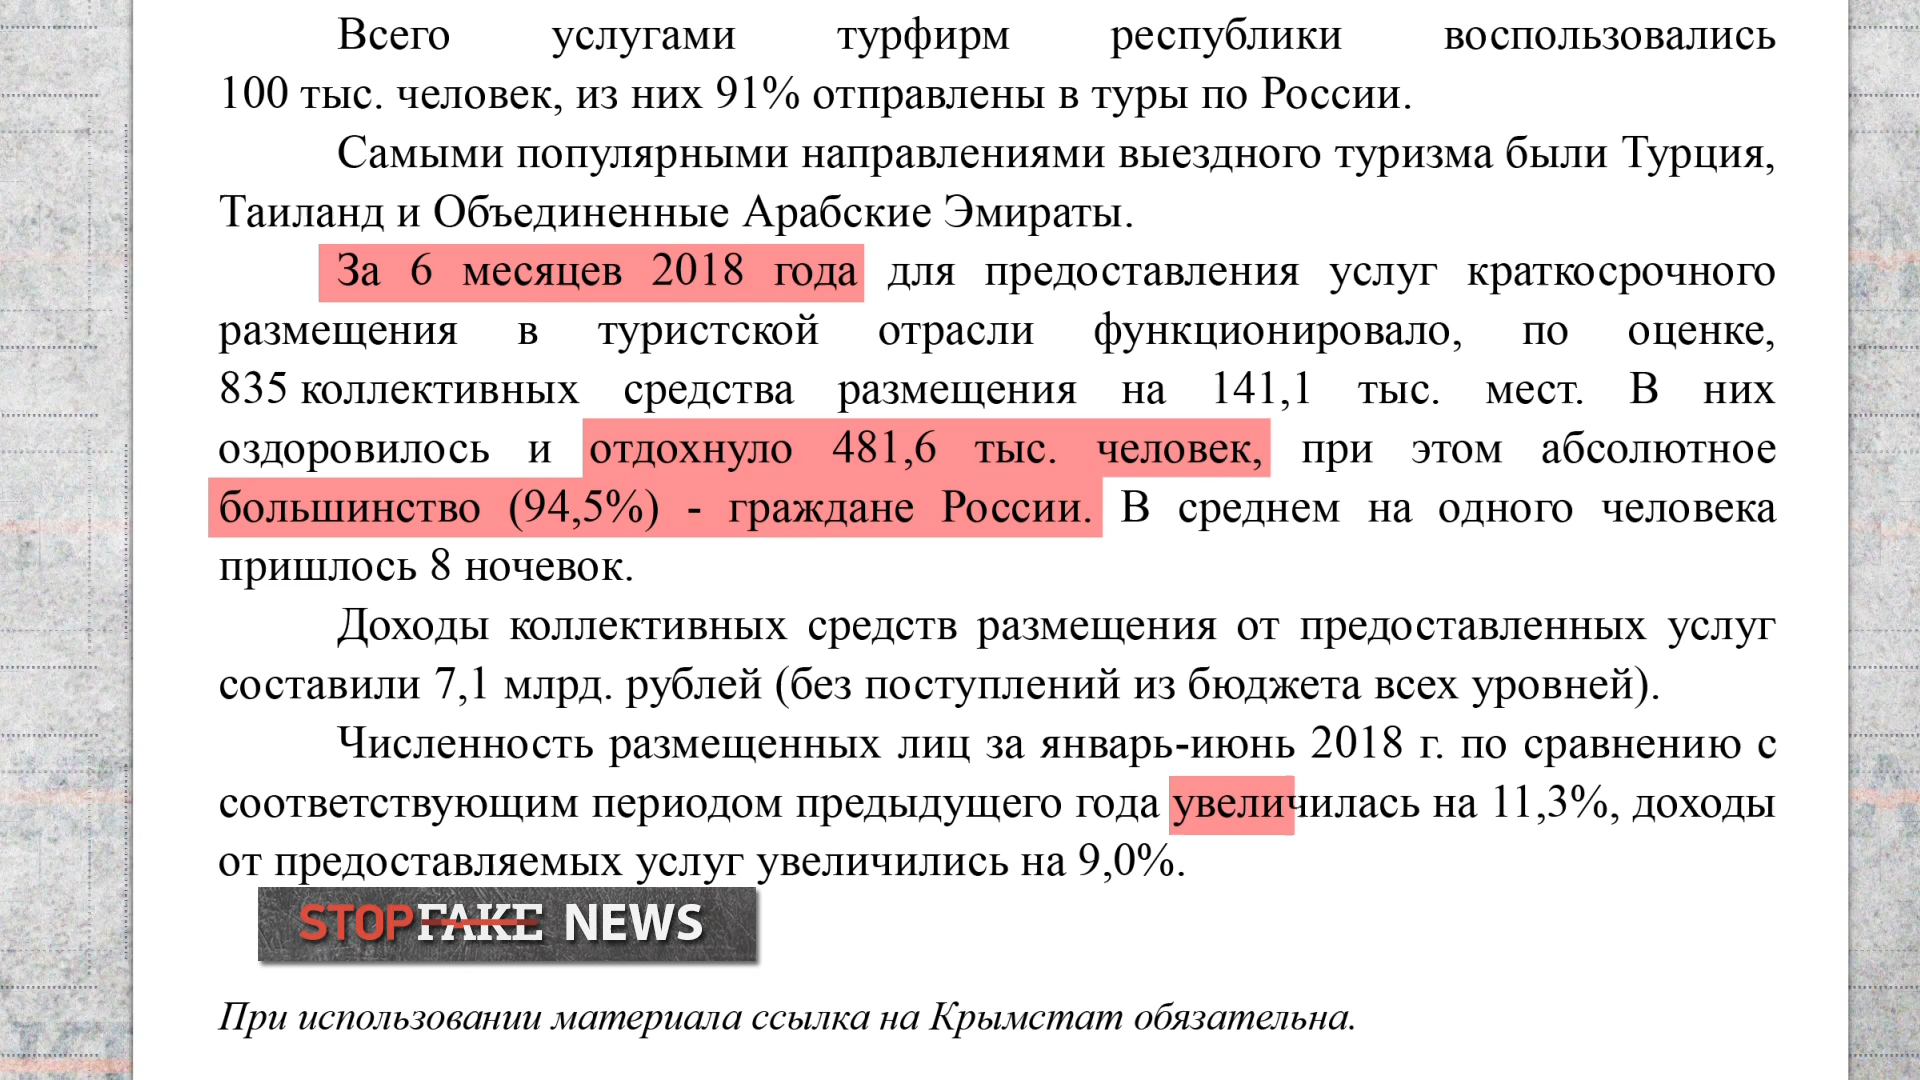 Всего услугами турфирм республики воспользовались
100 тыс. человек, из них 91% отправлены в туры по России.
Самыми популярными направлениями выездного туризма были Турция,
Таиланд и Объединенные Арабские Эмираты.
За 6 месяцев 2018 года для предоставления услуг краткосрочного
размещения в туристской отрасли функционировало, по оценке,
835 коллективных средства размещения на 141,1 тыс. мест. В них
оздоровилось и отдохнуло 481,6 тыс. человек, при этом абсолютное
большинство (94,5%) - граждане России. В среднем на одного человека
пришлось 8 ночевок.
Доходы коллективных средств размещения от предоставленных услуг
составили 7,1 млрд. рублей (без поступлений из бюджета всех уровней).
Численность размещенных лиц за январь-июнь 2018 г. по сравнению с
соответствующим периодом предыдущего года увеличилась на 11,3%, доходы
от предоставляемых услуг увеличились на 9,0%.
STOPFAKE NEWS
При использовании материала ссылка на Крымстат обязательна.